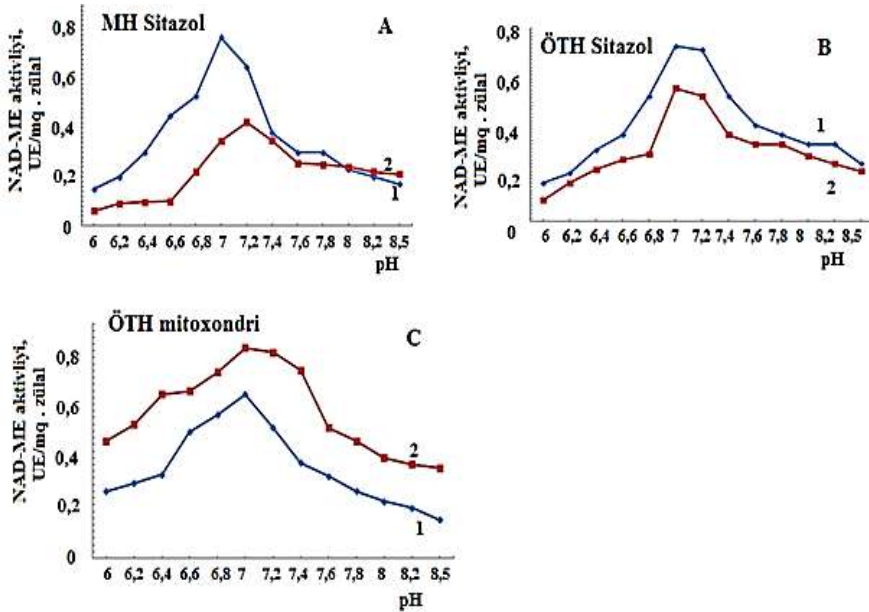 MH Sitazol
A
NAD-ME aktivliyi,
UE/mq . zülal
0,8
0,6
0,4
0,2
0
1
2
6 6,2 6,4 6,6 6,8 7 7,2 7,4 7,6 7,8 8 8,2 8,5
pH
ÖTH Sitazol
B
NAD-ME aktivliyi,
UE/mq . zülal
0,8
0,6
0,4
0,2
0
1
2
6 6,2 6,4 6,6 6,8 7 7,2 7,4 7,6 7,8 8 8,2 8,5
pH
ÖTH mitoxondri
C
NAD-ME aktivliyi,
UE/mq . zülal
0,8
0,6
0,4
0,2
0
2
1
6 6,2 6,4 6,6 6,8 7 7,2 7,4 7,6 7,8 8 8,2 8,5
pH